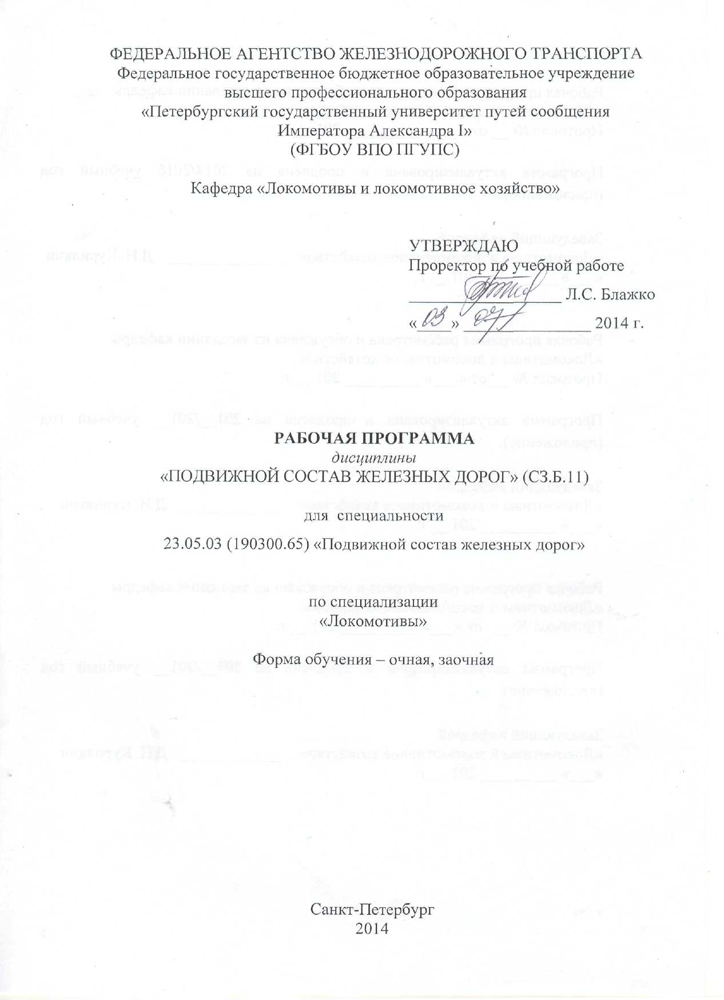 ФЕДЕРАЛЬНОЕ АГЕНТСТВО ЖЕЛЕЗНОДОРОЖНОГО ТРАНСПОРТА
Федеральное государственное бюджетное образовательное учреждение
высшего профессионального образования
«Петербургский государственный университет путей сообщения
Императора Александра I»
(ФГБОУ ВПО ПГУПС)
Кафедра «Локомотивы и локомотивное хозяйство»
УТВЕРЖДАЮ
Проректор по учебной работе
Л.С. Блажко
«03» 07 2014 г.
РАБОЧАЯ ПРОГРАММА
дисциплины
«ПОДВИЖНОЙ СОСТАВ ЖЕЛЕЗНЫХ ДОРОГ» (С3.Б.11)
для специальности
23.05.03 (190300.65) «Подвижной состав железных дорог»
по специализации
«Локомотивы»
Форма обучения – очная, заочная
Санкт-Петербург
2014